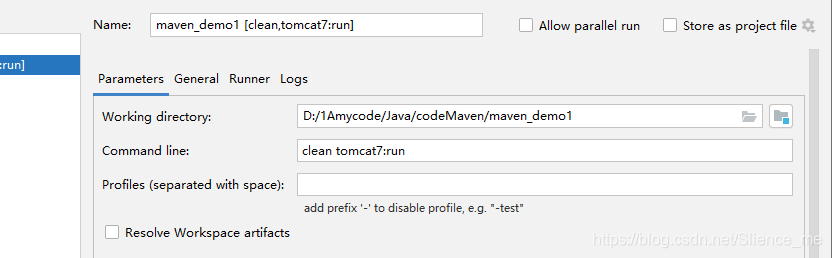 Name: maven_demo1 [clean,tomcat7:run] Allow parallel run Store as project file
:run]
Parameters General Runner Logs
Working directory: D:/1Amycode/Java/codeMaven/maven_demo1
Command line: clean tomcat7:run
Profiles (separated with space):
add prefix '-' to disable profile, e.g. "-test"
Resolve Workspace artifacts
https://blog.csdn.net/Slience_me